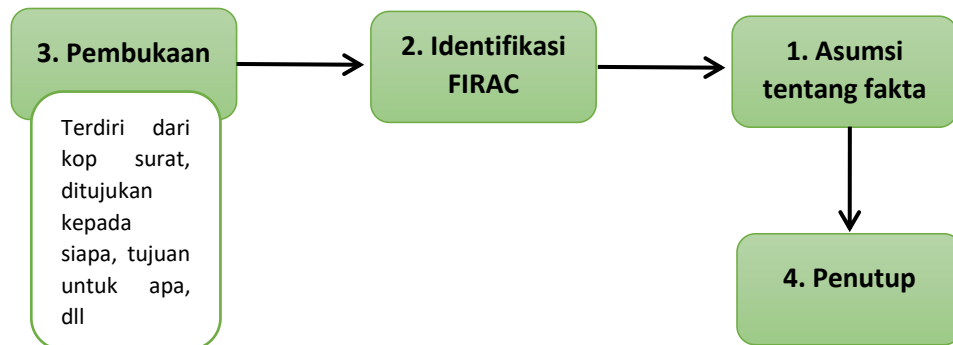 3. Pembukaan
Terdiri dari
kop surat,
ditujukan
kepada
siapa, tujuan
untuk apa,
dll
2. Identifikasi
FIRAC
1. Asumsi
tentang fakta
4. Penutup